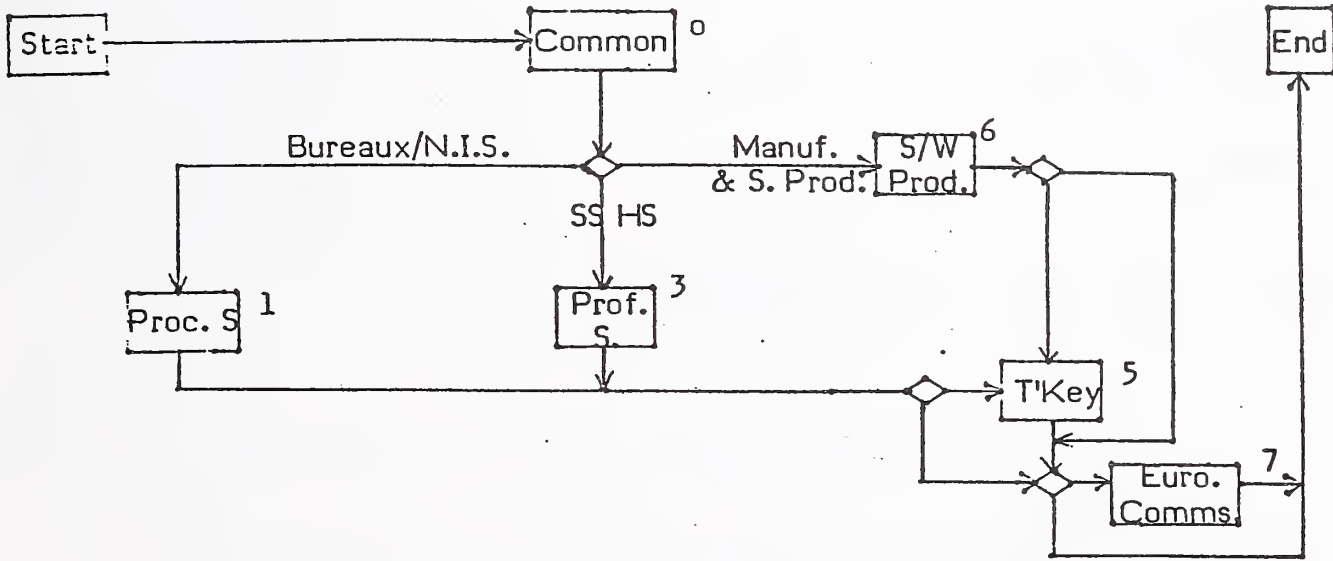 Start
Common
0
End
Bureaux/N.I.S.
Manuf.
& S. Prod.
S/W
Prod.
6
SS HS
Proc. S
1
Prof.
S.
3
T'Key
5
Euro.
Comms.
7